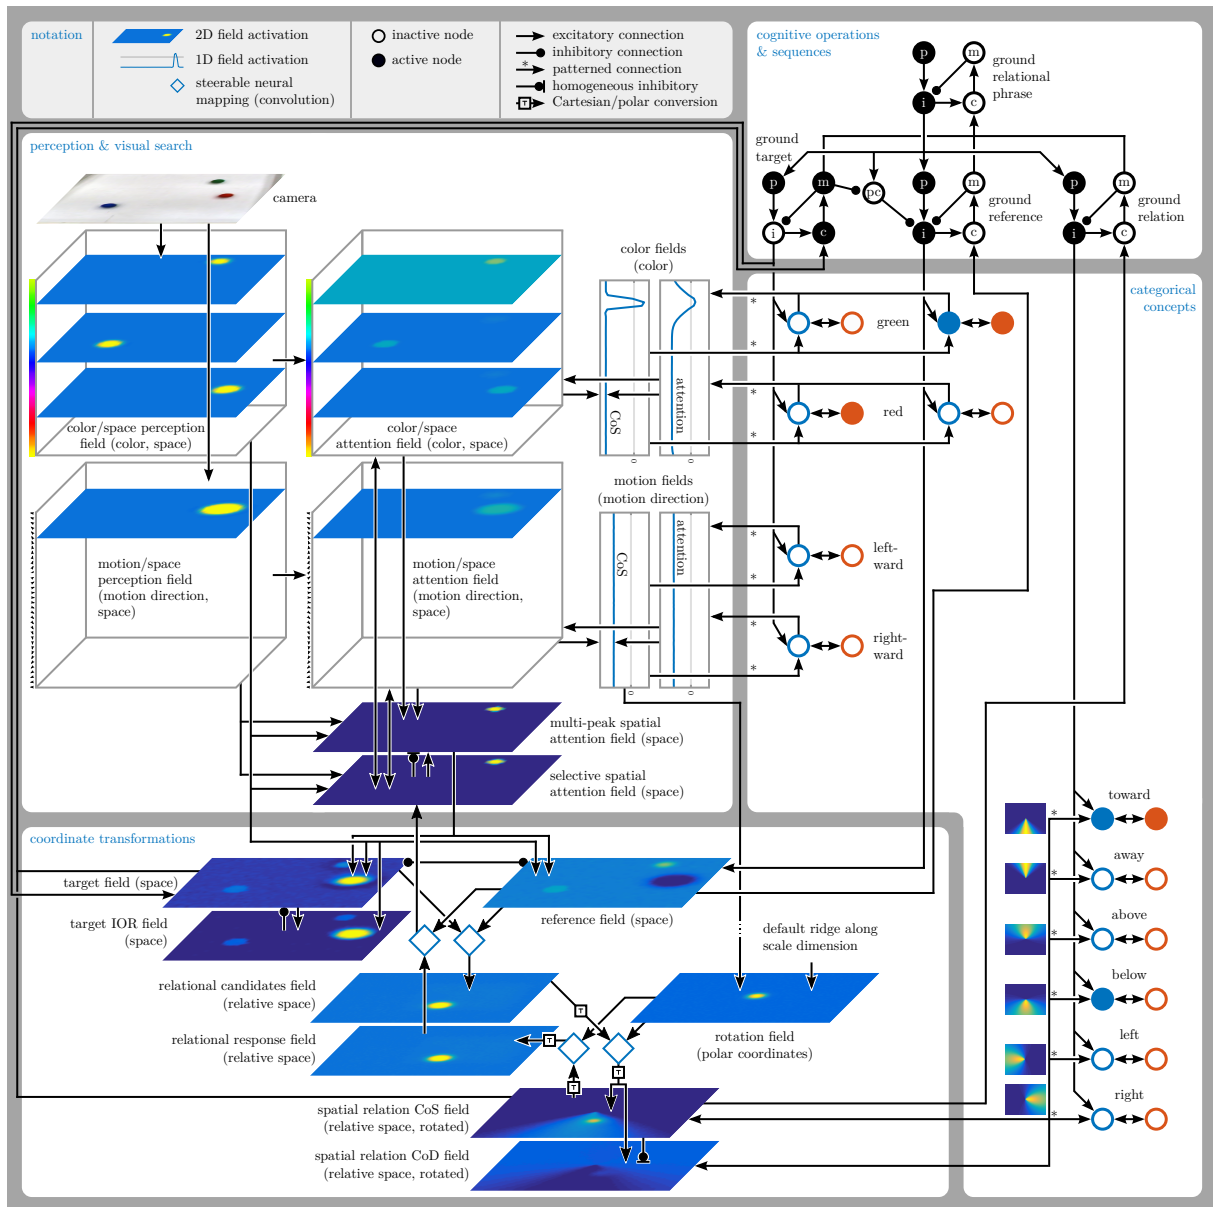 notation
2D field activation
1D field activation
steerable neural
mapping (convolution)
inactive node
active node
excitatory connection
inhibitory connection
* patterned connection
homogeneous inhibitory
T Cartesian/polar conversion
cognitive operations
& sequences
p
m
i
c
ground
relational
phrase
ground
target
p
m
pc
p
m
p
m
i
c
i
c
i
c
ground
reference
ground
relation
perception & visual search
camera
color/space perception
field (color, space)
color/space
attention field (color, space)
color fields
(color)
CoS
attention
0
0
motion/space
perception field
(motion direction,
space)
motion/space
attention field
(motion direction,
space)
motion fields
(motion direction)
CoS
attention
0
0
multi-peak spatial
attention field (space)
selective spatial
attention field (space)
categorical
concepts
*
green
*
*
red
*
*
left-
ward
*
*
right-
ward
*
toward
*
away
*
above
*
below
*
left
*
right
*
coordinate transformations
target field (space)
target IOR field
(space)
reference field (space)
default ridge along
scale dimension
relational candidates field
(relative space)
relational response field
(relative space)
T
T
T
T
rotation field
(polar coordinates)
spatial relation CoS field
(relative space, rotated)
spatial relation CoD field
(relative space, rotated)